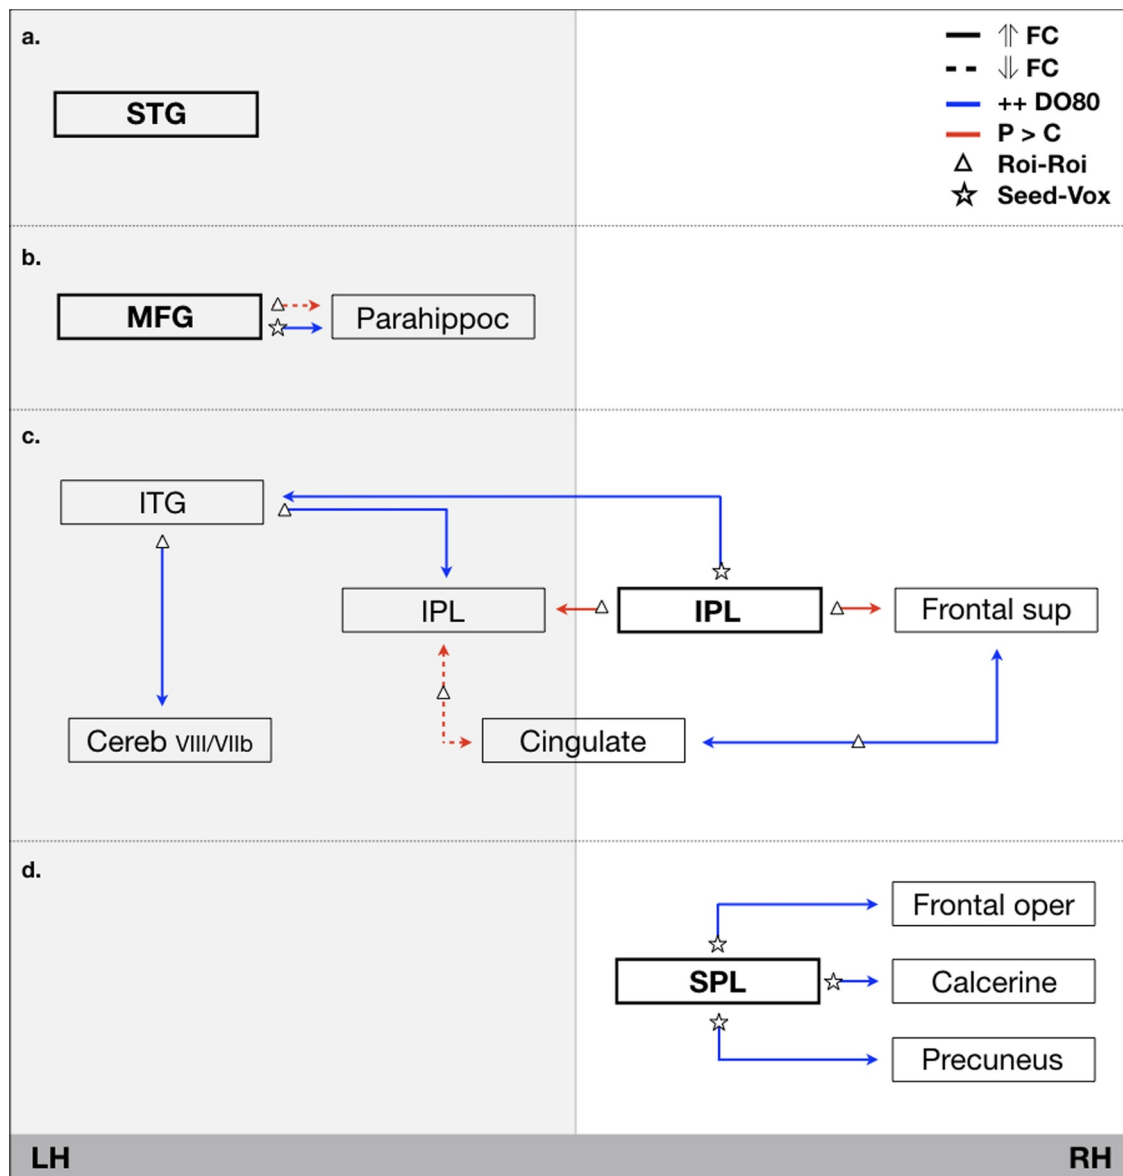 a.
⇑ FC
⇓ FC
++ DO80
P > C
Roi-Roi
Seed-Vox
STG
b.
MFG
Parahippoc
c.
ITG
IPL
IPL
Frontal sup
Cereb VIII/VIIb
Cingulate
d.
Frontal oper
SPL
Calcerine
Precuneus
LH
RH